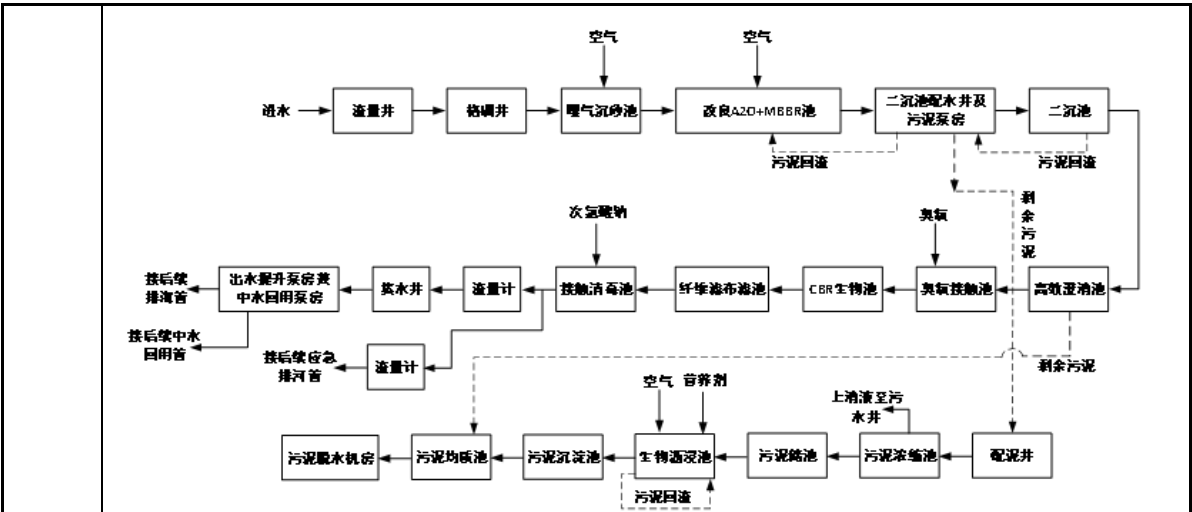 空气
空气
进水
流量井
格栅井
曝气沉砂池
改良A2O+MBBR池
二沉池配水井及
污泥泵房
二沉池
污泥回流
污泥回流
剩
余
污
泥
次氯酸钠
臭氧
接后续
排海管
出水提升泵房兼
中水回用泵房
集水井
流量计
接触消毒池
纤维滤布滤池
CBR生物池
臭氧接触池
高效澄清池
接后续中水
回用管
接后续应急
排河管
流量计
剩余污泥
空气
营养剂
上清液至污
水井
污泥脱水机房
污泥均质池
污泥沉淀池
生物沥浸池
污泥储池
污泥浓缩池
配泥井
污泥回流